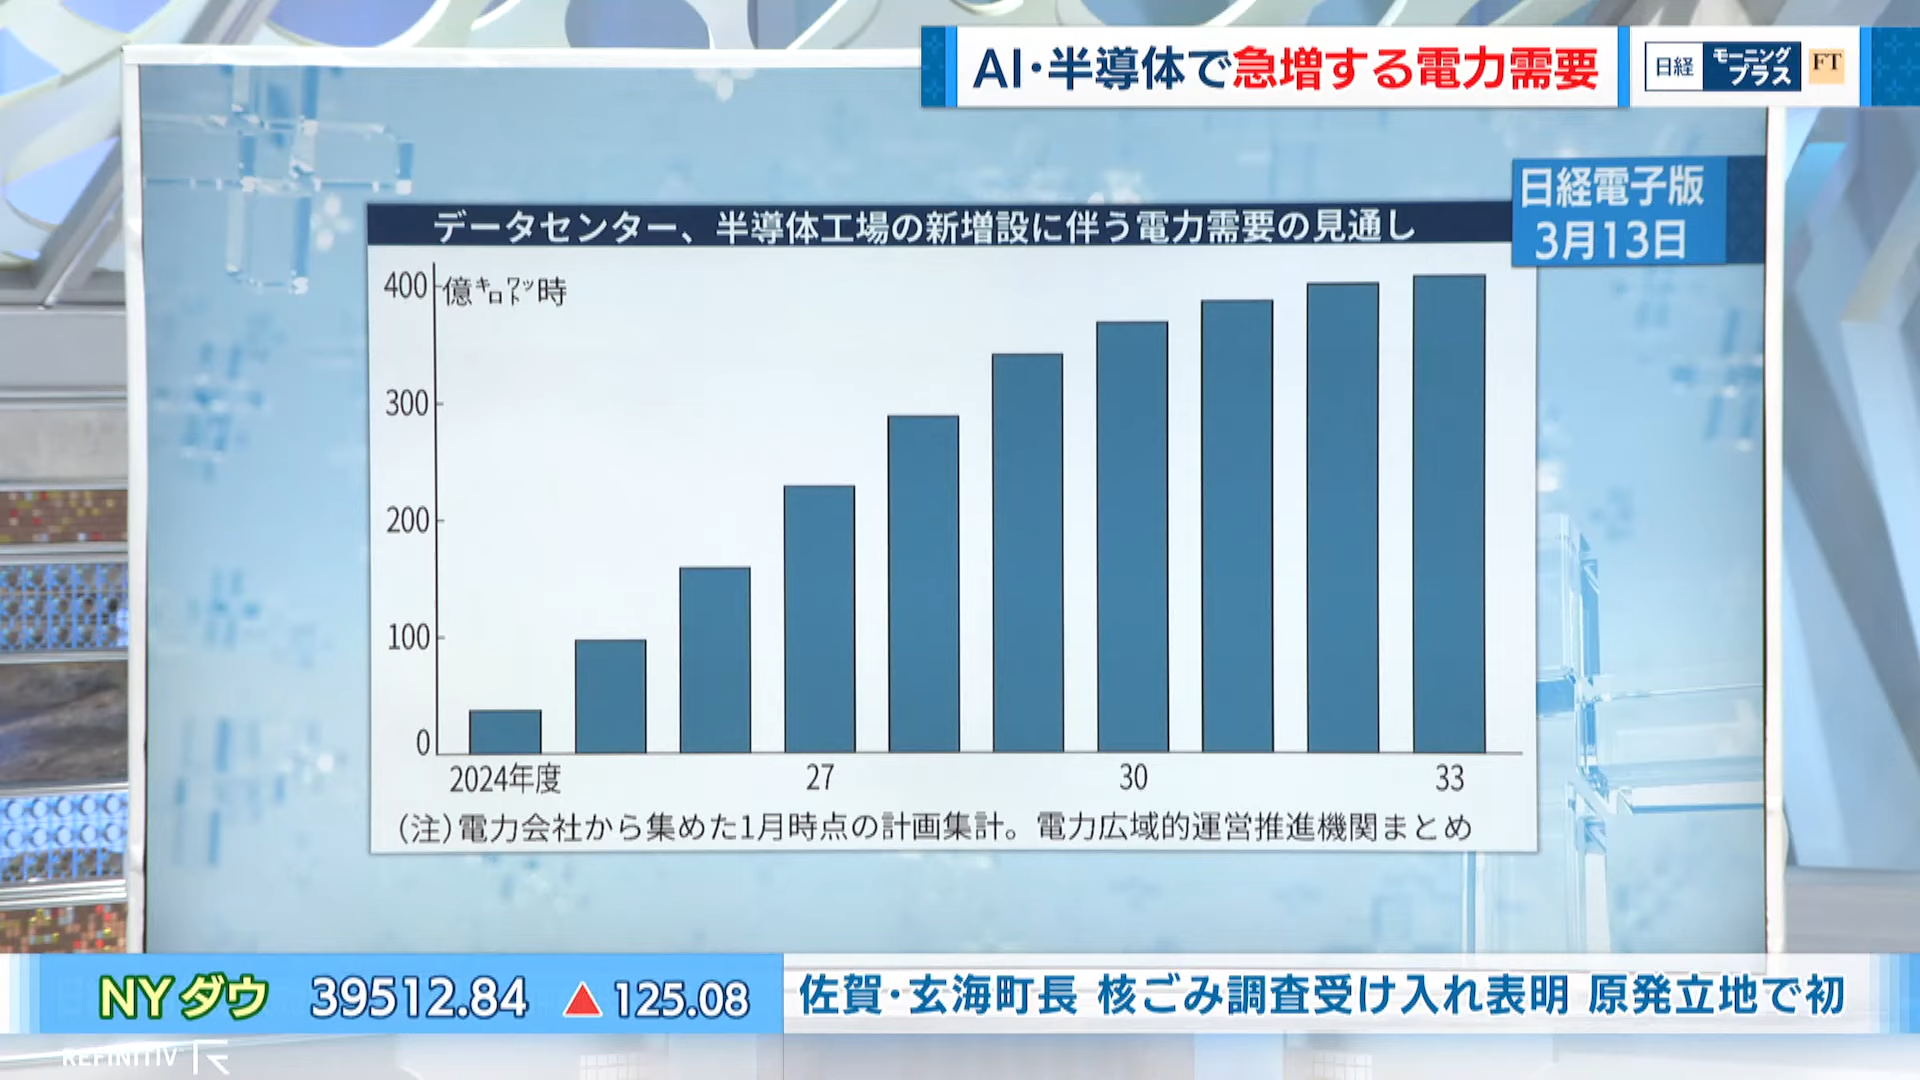 AI・半導体で急増する電力需要
日経 モーニングプラス FT
日経電子版
3月13日
データセンター、半導体工場の新増設に伴う電力需要の見通し
400 億キロワット時
300
200
100
0
2024年度 27 30 33
(注)電力会社から集めた1月時点の計画集計。電力広域的運営推進機関まとめ
NYダウ 39512.84 ▲ 125.08
佐賀・玄海町長 核ごみ調査受け入れ表明 原発立地で初
REFINITIV